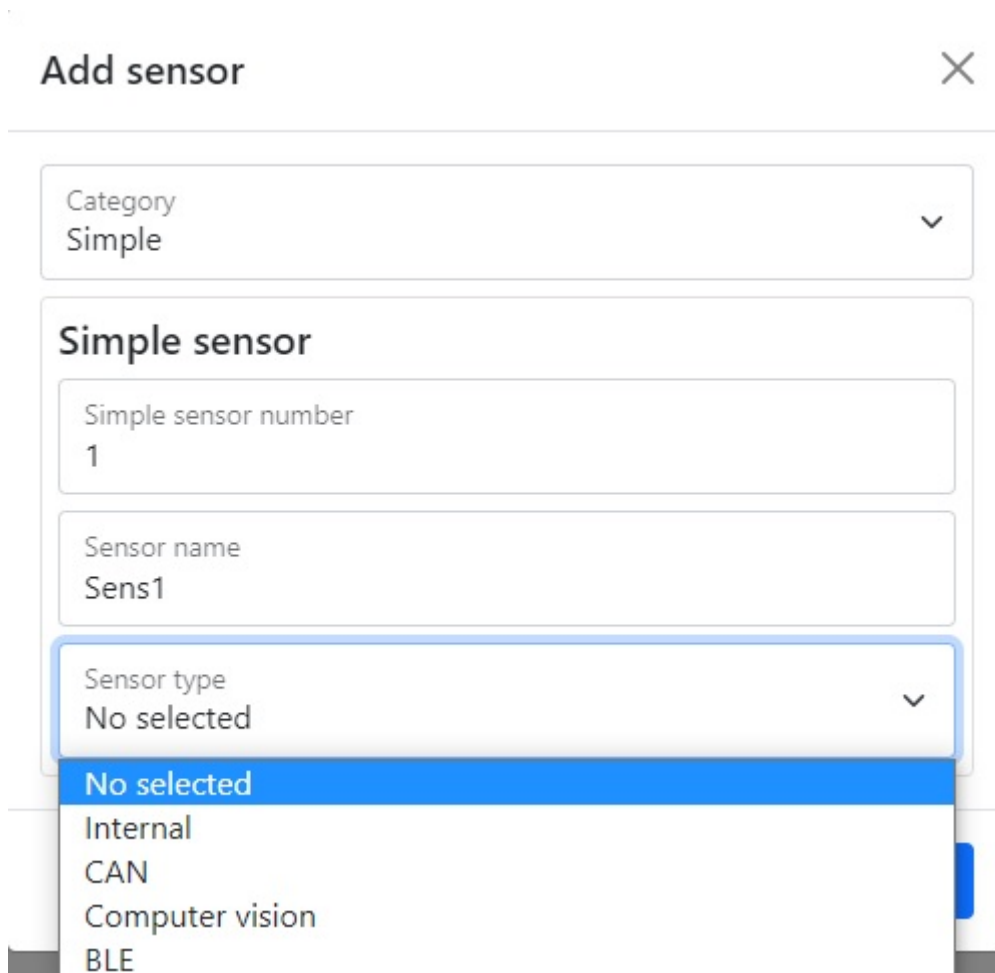 Add sensor
Category
Simple
Simple sensor
Simple sensor number
1
Sensor name
Sens1
Sensor type
No selected
No selected
Internal
CAN
Computer vision
BLE